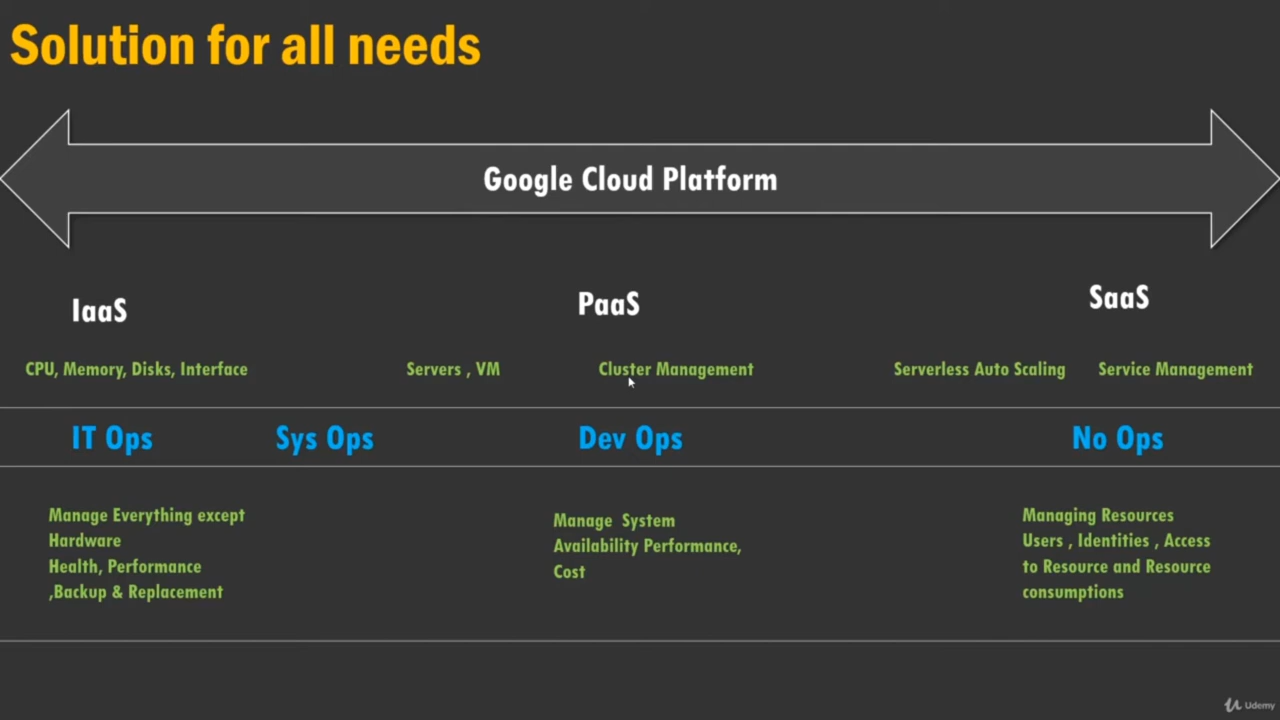 Solution for all needs
Google Cloud Platform
IaaS
PaaS
SaaS
CPU, Memory, Disks, Interface
Servers , VM
Cluster Management
Serverless Auto Scaling
Service Management
IT Ops
Sys Ops
Dev Ops
No Ops
Manage Everything except
Hardware
Health, Performance
,Backup & Replacement
Manage System
Availability Performance,
Cost
Managing Resources
Users , Identities , Access
to Resource and Resource
consumptions
Udemy